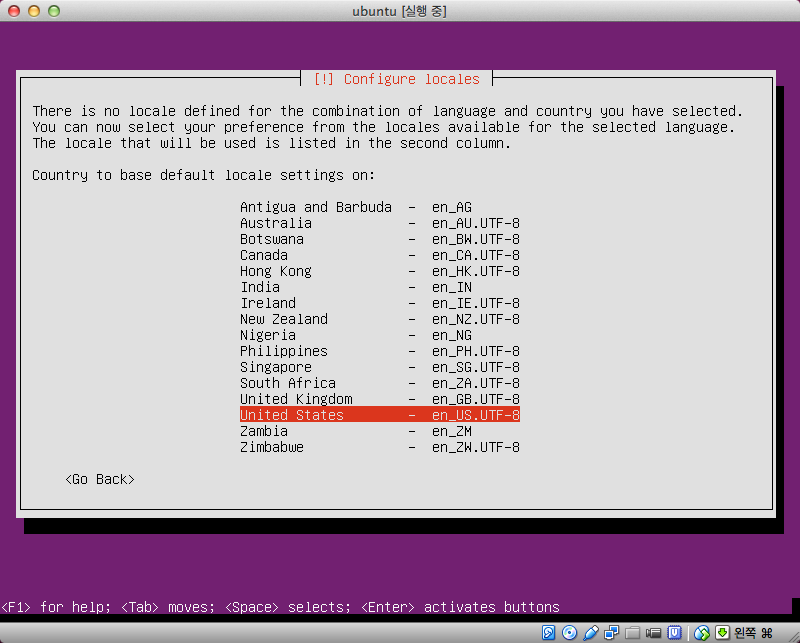 ubuntu [실행 중]
[!] Configure locales
There is no locale defined for the combination of language and country you have selected.
You can now select your preference from the locales available for the selected language.
The locale that will be used is listed in the second column.
Country to base default locale settings on:
Antigua and Barbuda - en_AG
Australia - en_AU.UTF-8
Botswana - en_BW.UTF-8
Canada - en_CA.UTF-8
Hong Kong - en_HK.UTF-8
India - en_IN
Ireland - en_IE.UTF-8
New Zealand - en_NZ.UTF-8
Nigeria - en_NG
Philippines - en_PH.UTF-8
Singapore - en_SG.UTF-8
South Africa - en_ZA.UTF-8
United Kingdom - en_GB.UTF-8
United States - en_US.UTF-8
Zambia - en_ZM
Zimbabwe - en_ZW.UTF-8
<Go Back>
<F1> for help; <Tab> moves; <Space> selects; <Enter> activates buttons
왼쪽 ⌘